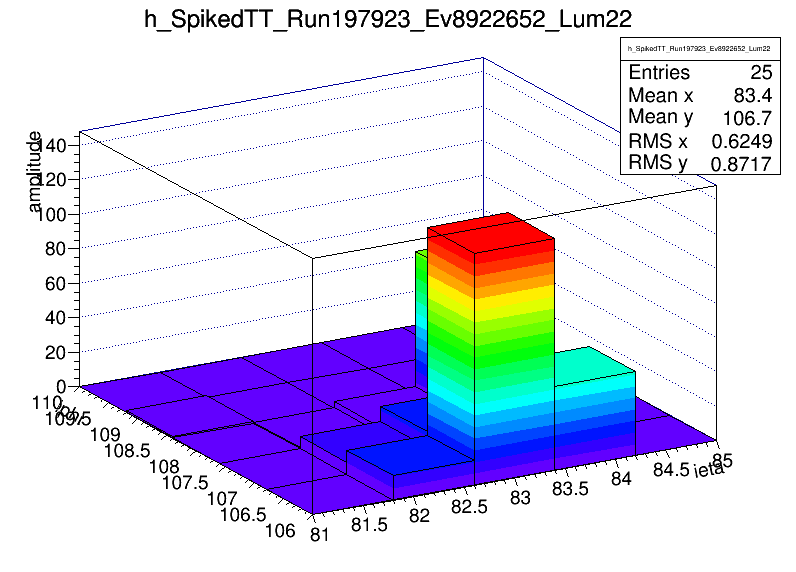 h_SpikedTT_Run197923_Ev8922652_Lum22
h_SpikedTT_Run197923_Ev8922652_Lum22
Entries 25
Mean x 83.4
Mean y 106.7
RMS x 0.6249
RMS y 0.8717
amplitude
140
120
100
80
60
40
20
0
110
109.5
109
108.5
108
107.5
107
106.5
106
81
81.5
82
82.5
83
83.5
84
84.5
85
ieta